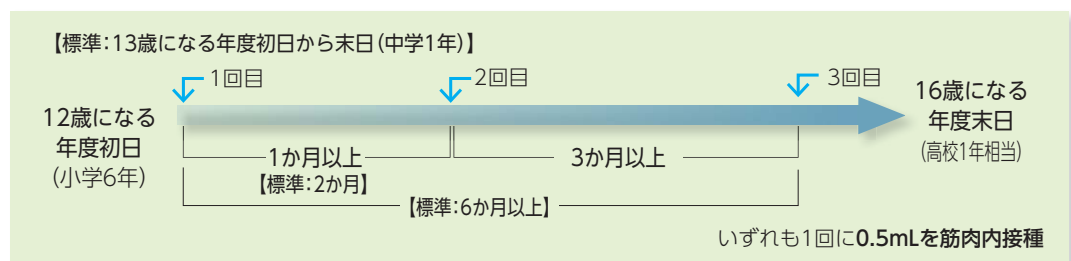 【標準：13歳になる年度初日から末日（中学1年）】
1回目
2回目
3回目
12歳になる
年度初日
（小学6年）
16歳になる
年度末日
（高校1年相当）
1か月以上
【標準：2か月】
3か月以上
【標準：6か月以上】
いずれも1回に0.5mLを筋肉内接種